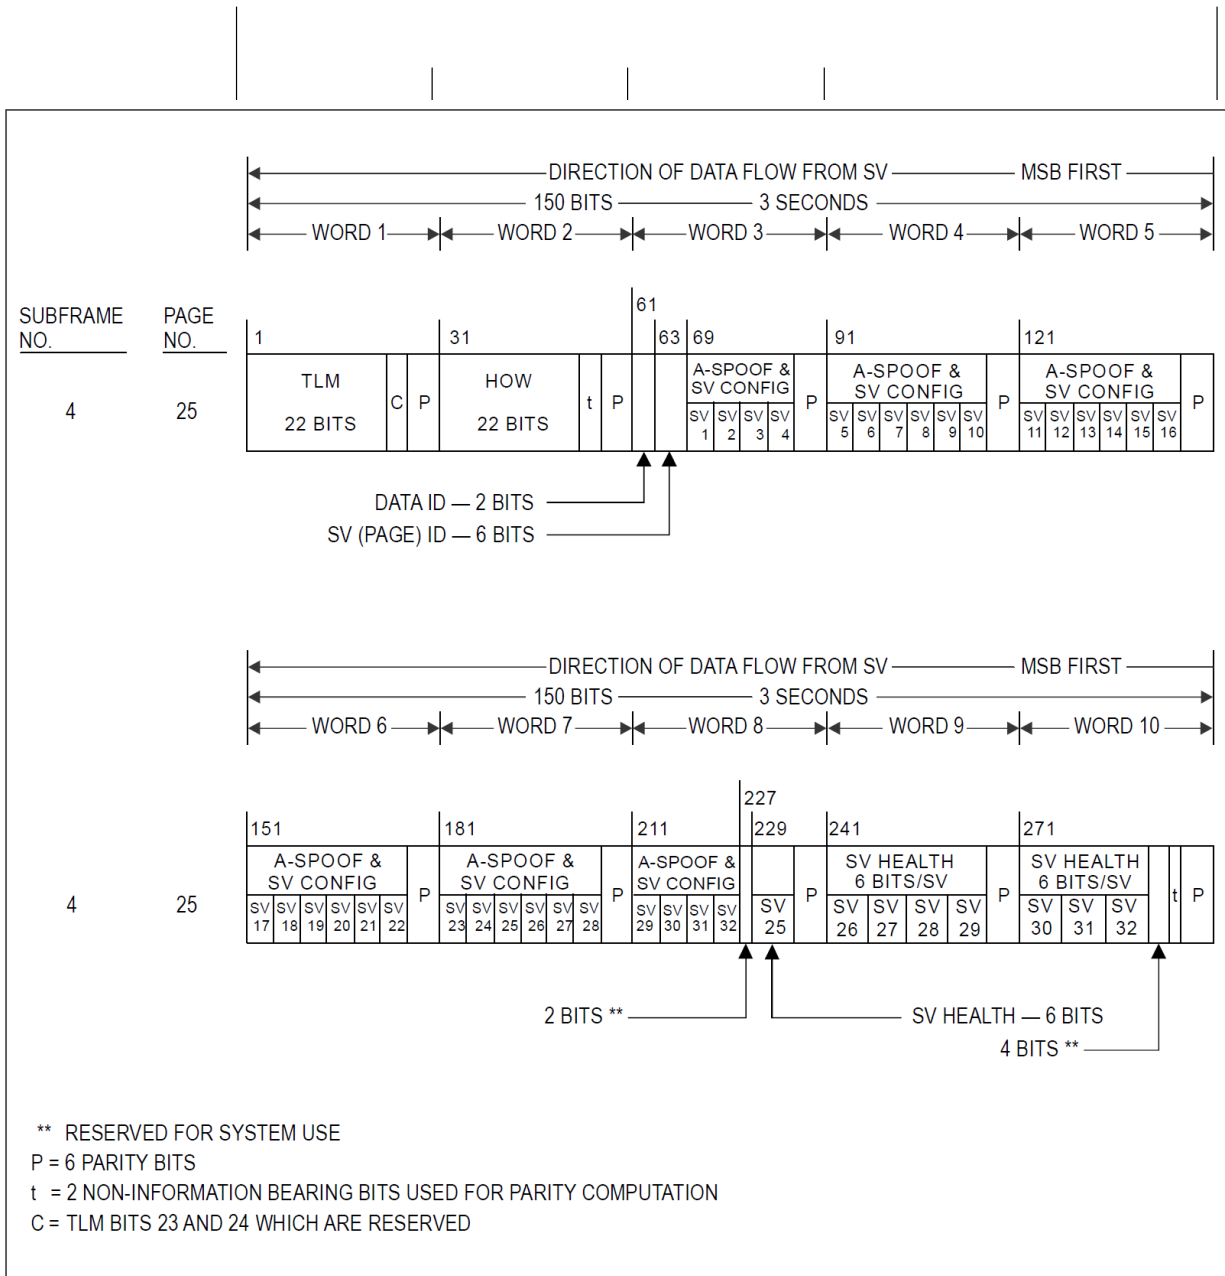 DIRECTION OF DATA FLOW FROM SV MSB FIRST
150 BITS 3 SECONDS
WORD 1 WORD 2 WORD 3 WORD 4 WORD 5
SUBFRAME NO. PAGE NO.
1 31 61 63 69 91 121
4 25
TLM 22 BITS C P
HOW 22 BITS t P
A-SPOOF & SV CONFIG P
SV 1 SV 2 SV 3 SV 4
A-SPOOF & SV CONFIG P
SV 5 SV 6 SV 7 SV 8 SV 9 SV 10
A-SPOOF & SV CONFIG P
SV 11 SV 12 SV 13 SV 14 SV 15 SV 16
DATA ID — 2 BITS
SV (PAGE) ID — 6 BITS
DIRECTION OF DATA FLOW FROM SV MSB FIRST
150 BITS 3 SECONDS
WORD 6 WORD 7 WORD 8 WORD 9 WORD 10
151 181 211 227 229 241 271
4 25
A-SPOOF & SV CONFIG P
SV 17 SV 18 SV 19 SV 20 SV 21 SV 22
A-SPOOF & SV CONFIG P
SV 23 SV 24 SV 25 SV 26 SV 27 SV 28
A-SPOOF & SV CONFIG
SV 29 SV 30 SV 31 SV 32
SV 25 P
SV HEALTH 6 BITS/SV P
SV 26 SV 27 SV 28 SV 29
SV HEALTH 6 BITS/SV t P
SV 30 SV 31 SV 32
2 BITS ** SV HEALTH — 6 BITS
4 BITS **
** RESERVED FOR SYSTEM USE
P = 6 PARITY BITS
t = 2 NON-INFORMATION BEARING BITS USED FOR PARITY COMPUTATION
C = TLM BITS 23 AND 24 WHICH ARE RESERVED